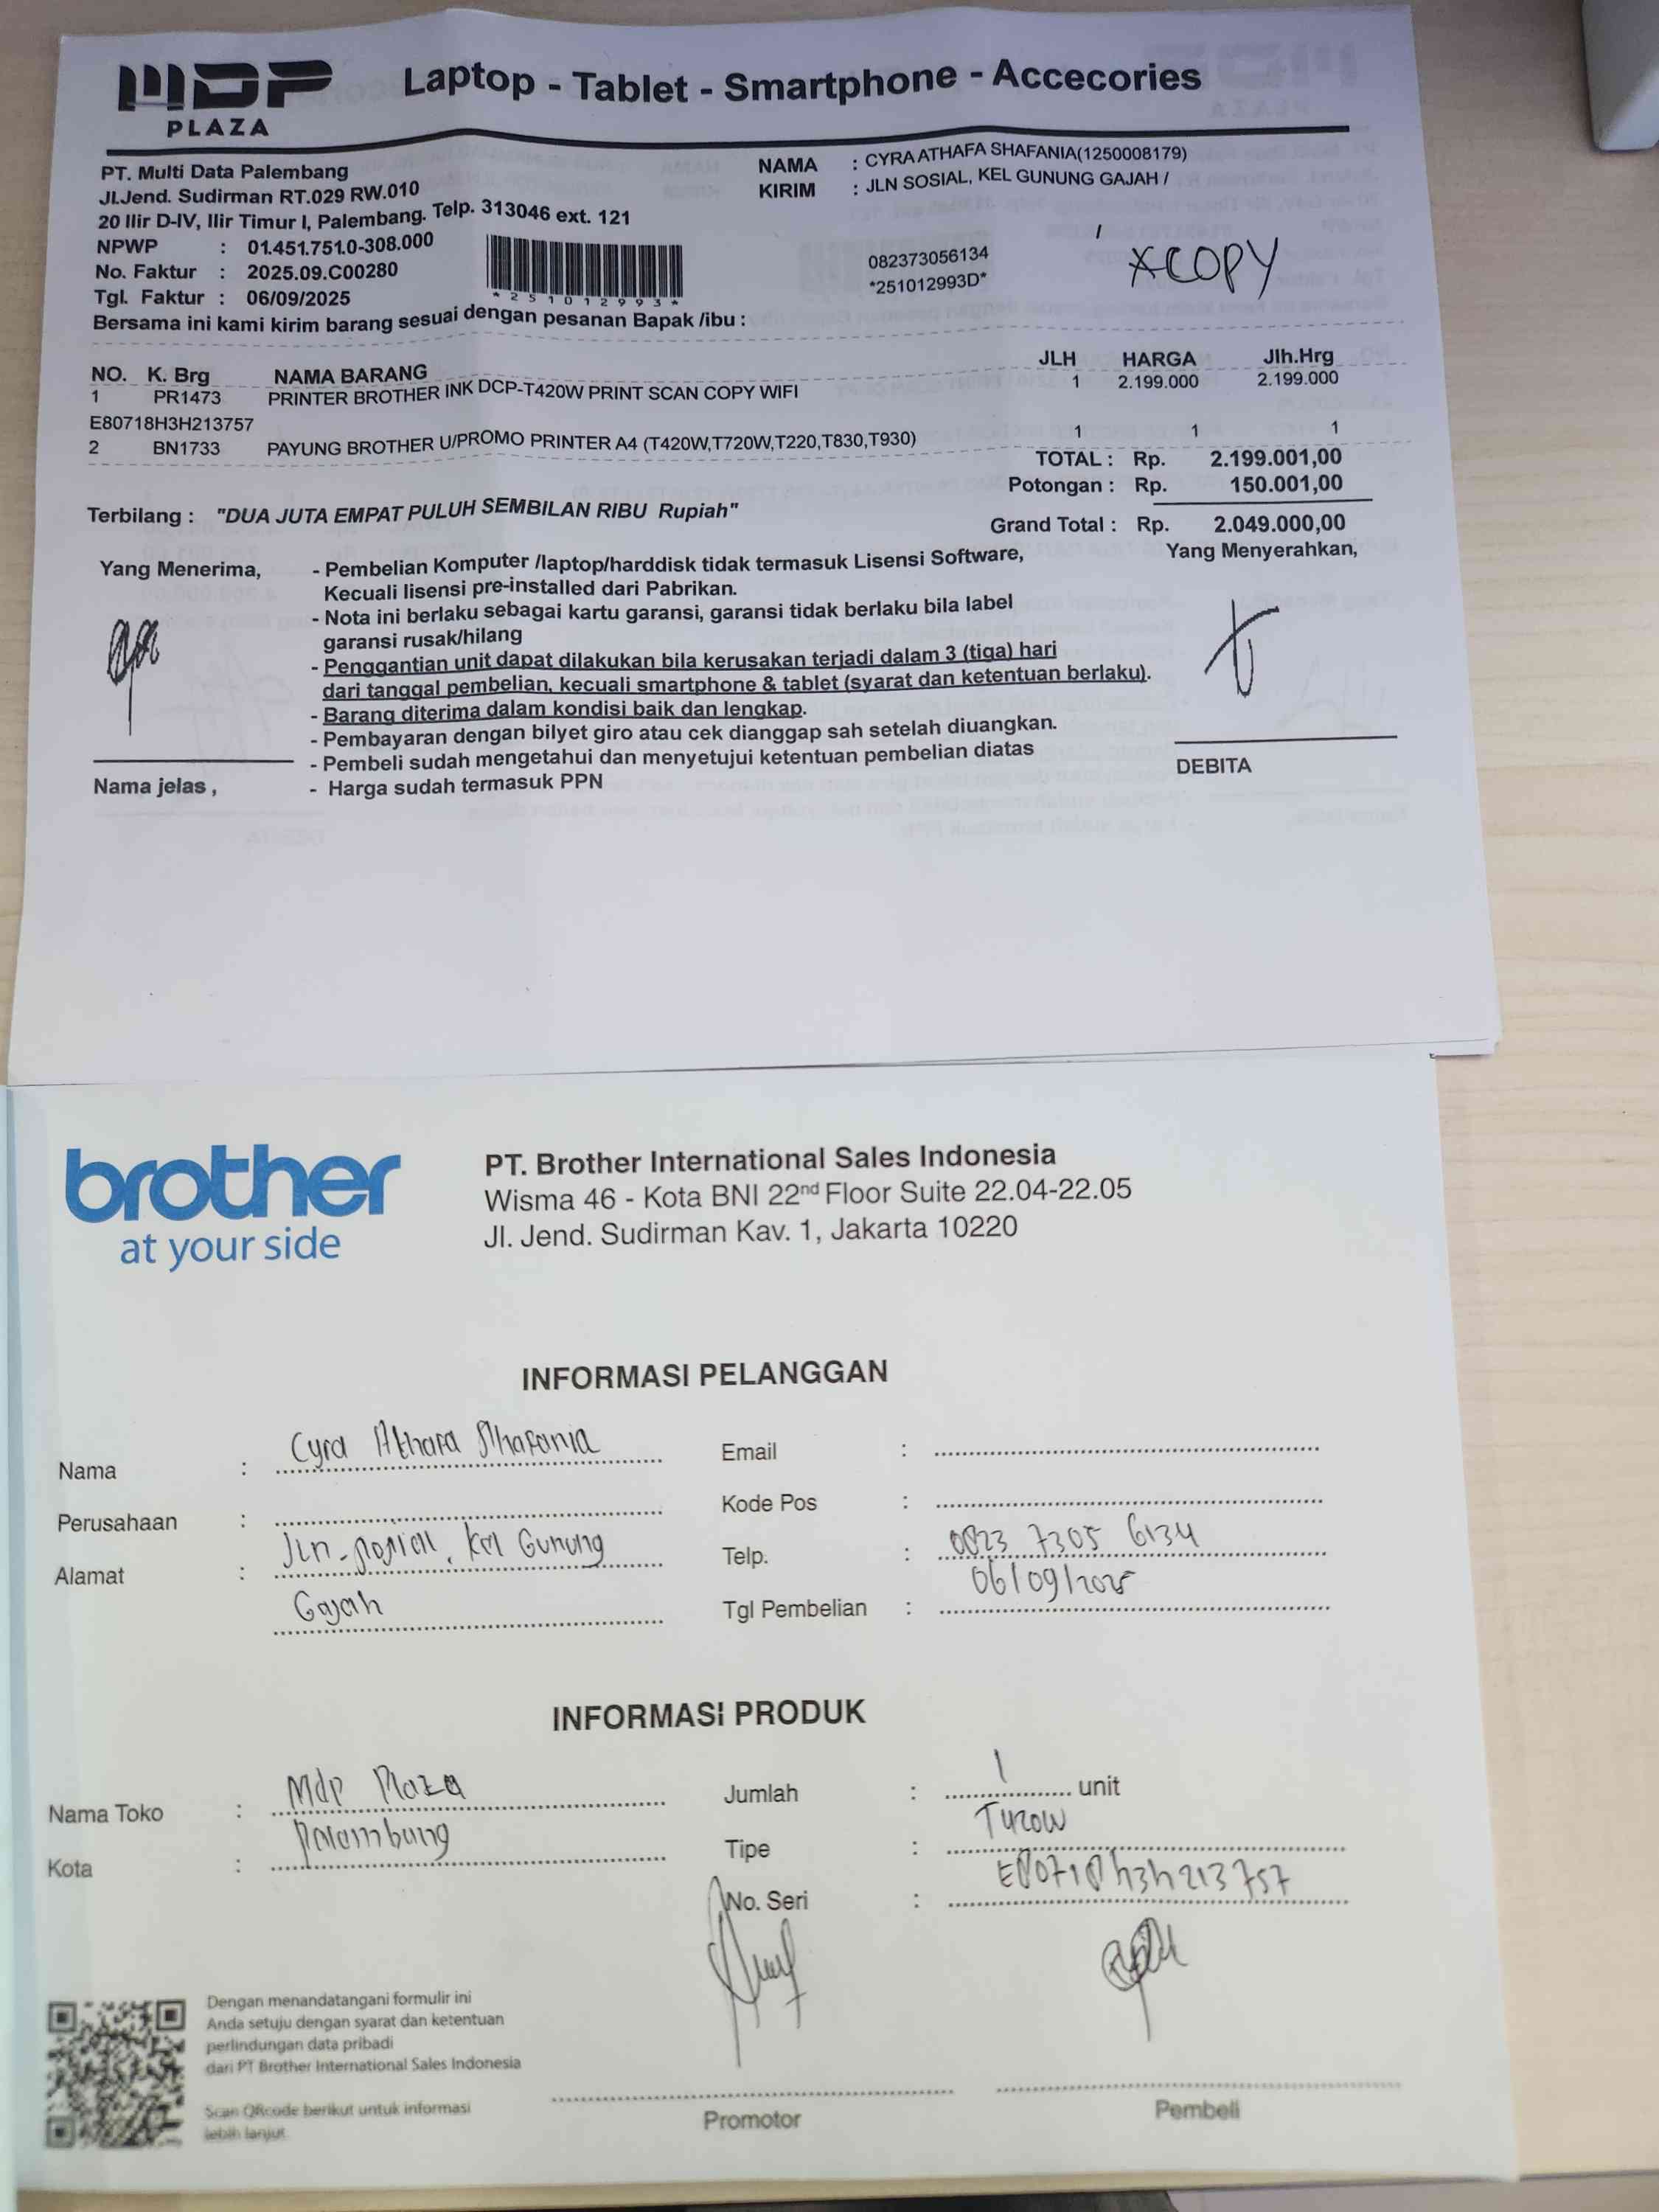 MDP PLAZA
Laptop - Tablet - Smartphone - Accecories
PT. Multi Data Palembang
Jl.Jend. Sudirman RT.029 RW.010
20 Ilir D-IV, Ilir Timur I, Palembang. Telp. 313046 ext. 121
NPWP : 01.451.751.0-308.000
No. Faktur : 2025.09.C00280
Tgl. Faktur : 06/09/2025
*251012993*
NAMA : CYRA ATHAFA SHAFANIA(1250008179)
KIRIM : JLN SOSIAL, KEL GUNUNG GAJAH /
/
082373056134
*251012993D*
XCOPY
Bersama ini kami kirim barang sesuai dengan pesanan Bapak /ibu :
NO. K. Brg NAMA BARANG JLH HARGA Jlh.Hrg
1 PR1473 PRINTER BROTHER INK DCP-T420W PRINT SCAN COPY WIFI 1 2.199.000 2.199.000
E80718H3H213757
2 BN1733 PAYUNG BROTHER U/PROMO PRINTER A4 (T420W,T720W,T220,T830,T930) 1 1 1
TOTAL : Rp. 2.199.001,00
Potongan : Rp. 150.001,00
Terbilang : "DUA JUTA EMPAT PULUH SEMBILAN RIBU Rupiah"
Grand Total : Rp. 2.049.000,00
Yang Menerima,
Yang Menyerahkan,
- Pembelian Komputer /laptop/harddisk tidak termasuk Lisensi Software,
Kecuali lisensi pre-installed dari Pabrikan.
- Nota ini berlaku sebagai kartu garansi, garansi tidak berlaku bila label
garansi rusak/hilang
- Penggantian unit dapat dilakukan bila kerusakan terjadi dalam 3 (tiga) hari
dari tanggal pembelian, kecuali smartphone & tablet (syarat dan ketentuan berlaku).
- Barang diterima dalam kondisi baik dan lengkap.
- Pembayaran dengan bilyet giro atau cek dianggap sah setelah diuangkan.
- Pembeli sudah mengetahui dan menyetujui ketentuan pembelian diatas
- Harga sudah termasuk PPN
Nama jelas ,
DEBITA
brother
at your side
PT. Brother International Sales Indonesia
Wisma 46 - Kota BNI 22nd Floor Suite 22.04-22.05
Jl. Jend. Sudirman Kav. 1, Jakarta 10220
INFORMASI PELANGGAN
Nama : Cyra Athafa Shafania
Perusahaan :
Alamat : Jln. sosial, kel Gunung
Gajah
Email :
Kode Pos :
Telp. : 0823 7305 6134
Tgl Pembelian : 06/09/2025
INFORMASI PRODUK
Nama Toko : Mdp Plaza
Kota : Palembang
Jumlah : 1 unit
Tipe : T420W
No. Seri : E80718h3h213757
Dengan menandatangani formulir ini
Anda setuju dengan syarat dan ketentuan
perlindungan data pribadi
dari PT Brother International Sales Indonesia
Scan QRcode berikut untuk informasi
lebih lanjut.
Promotor
Pembeli